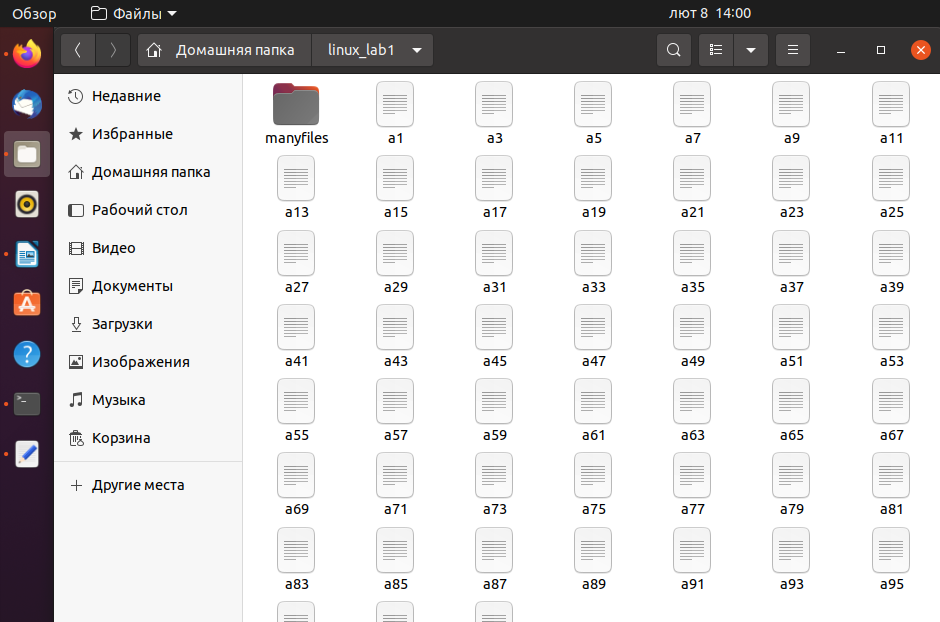 Обзор Файлы лют 8 14:00
Домашняя папка linux_lab1
Недавние
Избранные
Домашняя папка
Рабочий стол
Видео
Документы
Загрузки
Изображения
Музыка
Корзина
Другие места
manyfiles a1 a3 a5 a7 a9 a11
a13 a15 a17 a19 a21 a23 a25
a27 a29 a31 a33 a35 a37 a39
a41 a43 a45 a47 a49 a51 a53
a55 a57 a59 a61 a63 a65 a67
a69 a71 a73 a75 a77 a79 a81
a83 a85 a87 a89 a91 a93 a95